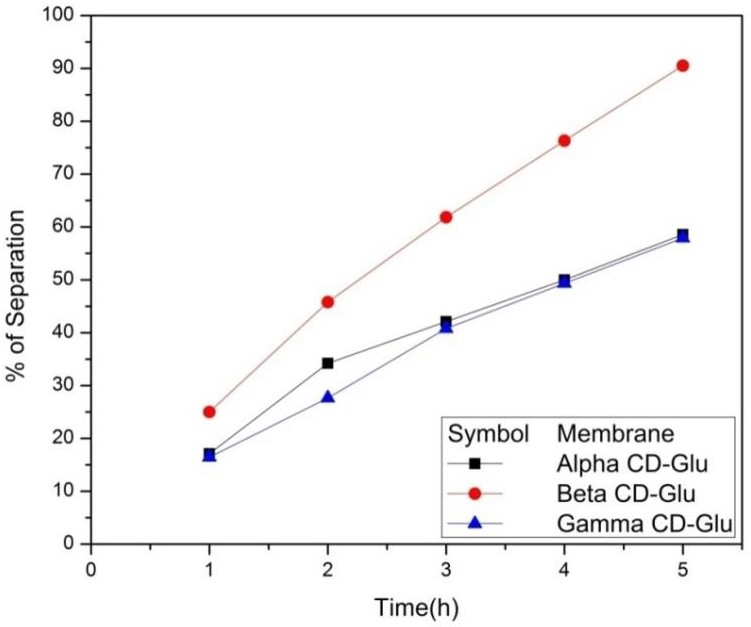 100
90
80
70
60
50
40
30
20
10
0
% of Separation
Symbol Membrane
Alpha CD-Glu
Beta CD-Glu
Gamma CD-Glu
0 1 2 3 4 5
Time(h)